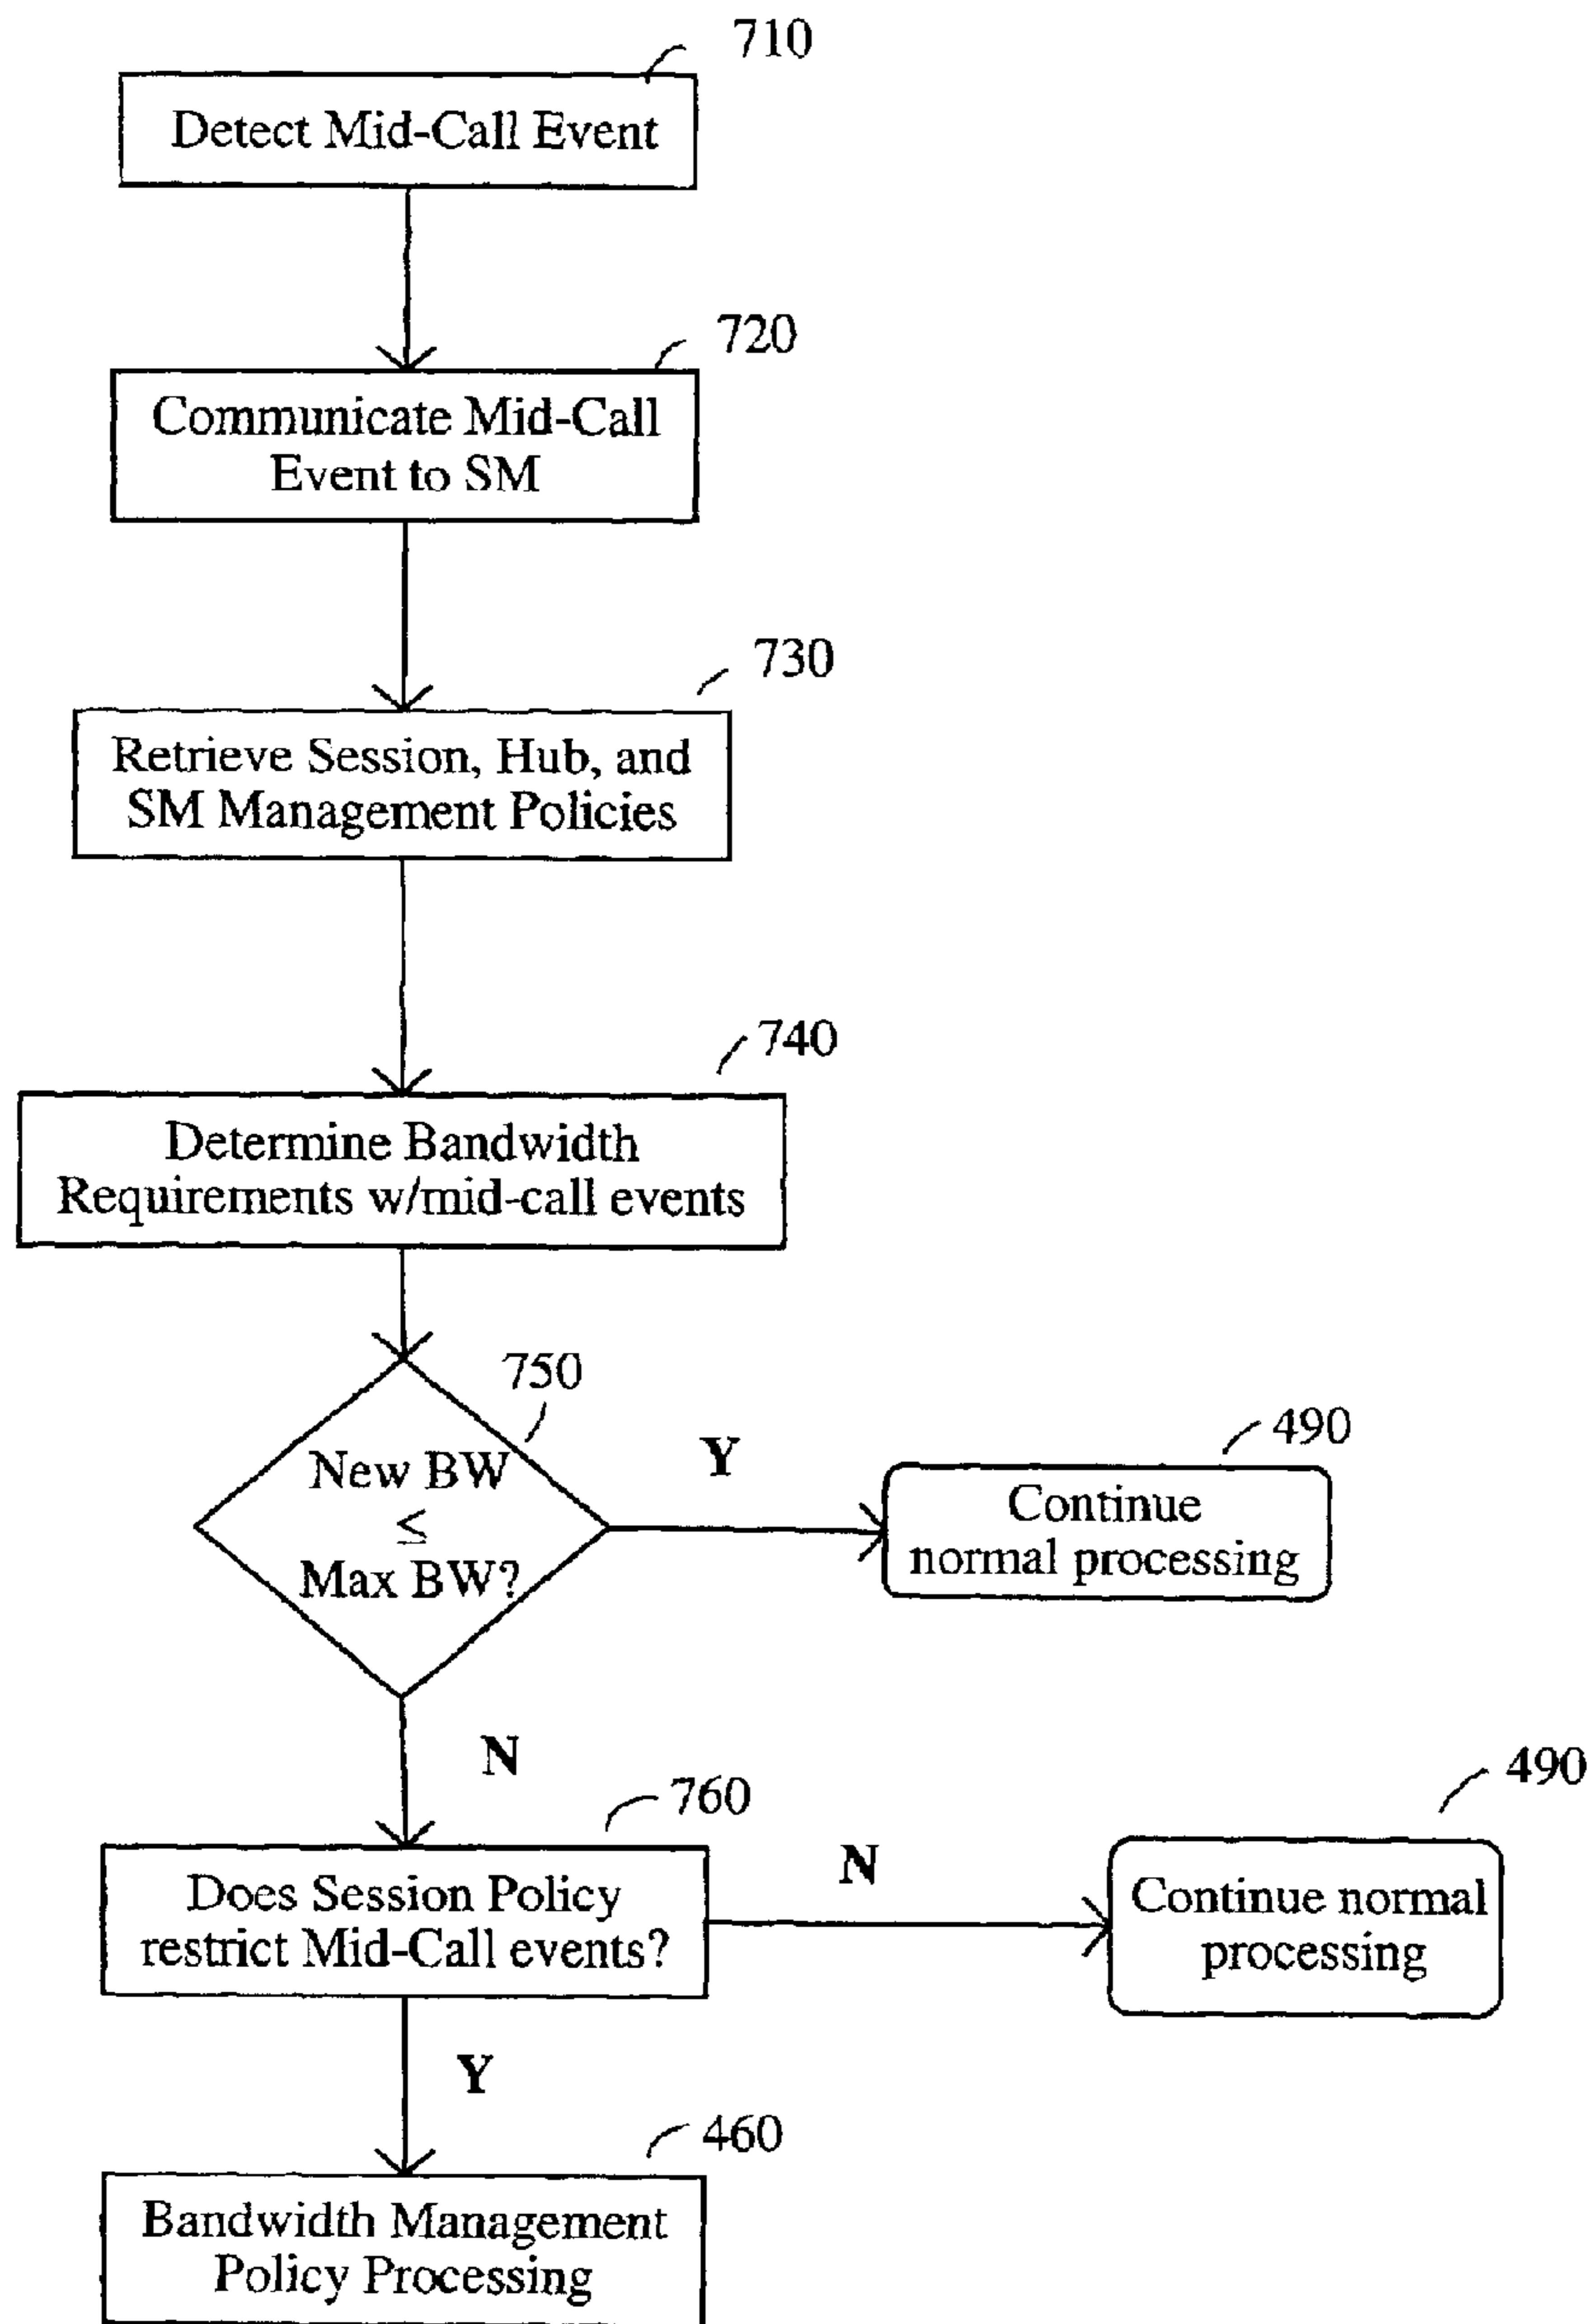 710
Detect Mid-Call Event
720
Communicate Mid-Call
Event to SM
730
Retrieve Session, Hub, and
SM Management Policies
740
Determine Bandwidth
Requirements w/mid-call events
750
New BW
≤
Max BW?
Y
490
Continue
normal processing
N
760
Does Session Policy
restrict Mid-Call events?
N
490
Continue normal
processing
Y
460
Bandwidth Management
Policy Processing